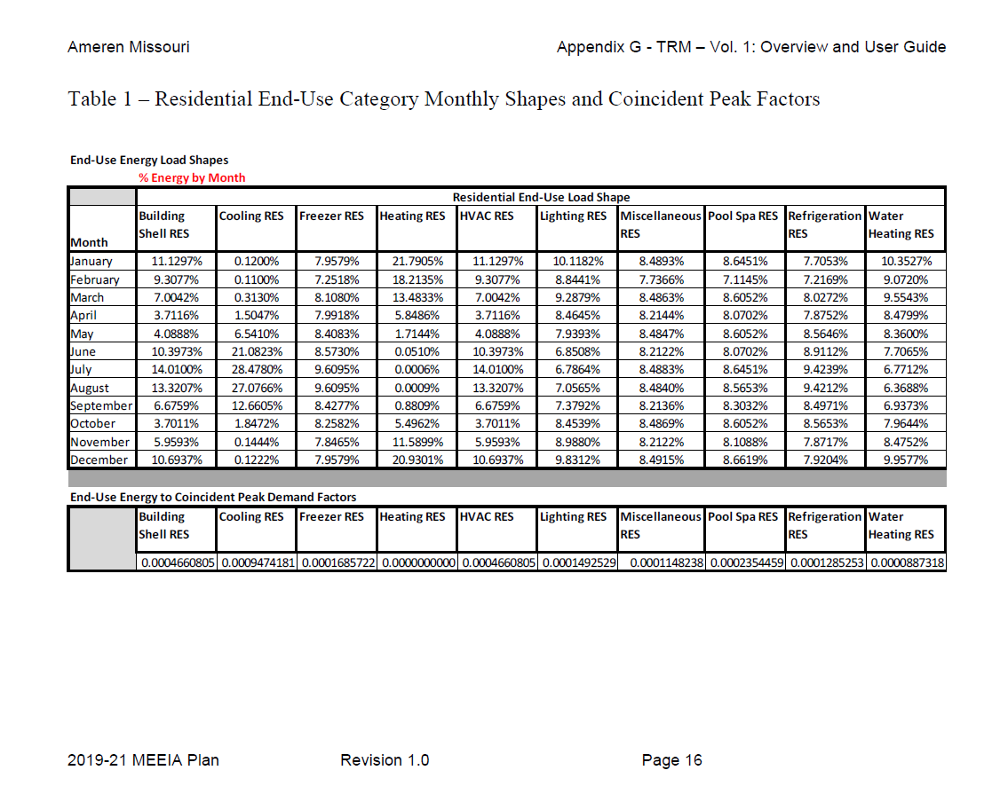 Ameren Missouri Appendix G - TRM – Vol. 1: Overview and User Guide
Table 1 – Residential End-Use Category Monthly Shapes and Coincident Peak Factors
End-Use Energy Load Shapes
% Energy by Month
Residential End-Use Load Shape
Month Building Shell RES Cooling RES Freezer RES Heating RES HVAC RES Lighting RES Miscellaneous RES Pool Spa RES Refrigeration RES Water Heating RES
January 11.1297% 0.1200% 7.9579% 21.7905% 11.1297% 10.1182% 8.4893% 8.6451% 7.7053% 10.3527%
February 9.3077% 0.1100% 7.2518% 18.2135% 9.3077% 8.8441% 7.7366% 7.1145% 7.2169% 9.0720%
March 7.0042% 0.3130% 8.1080% 13.4833% 7.0042% 9.2879% 8.4863% 8.6052% 8.0272% 9.5543%
April 3.7116% 1.5047% 7.9918% 5.8486% 3.7116% 8.4645% 8.2144% 8.0702% 7.8752% 8.4799%
May 4.0888% 6.5410% 8.4083% 1.7144% 4.0888% 7.9393% 8.4847% 8.6052% 8.5646% 8.3600%
June 10.3973% 21.0823% 8.5730% 0.0510% 10.3973% 6.8508% 8.2122% 8.0702% 8.9112% 7.7065%
July 14.0100% 28.4780% 9.6095% 0.0006% 14.0100% 6.7864% 8.4883% 8.6451% 9.4239% 6.7712%
August 13.3207% 27.0766% 9.6095% 0.0009% 13.3207% 7.0565% 8.4840% 8.5653% 9.4212% 6.3688%
September 6.6759% 12.6605% 8.4277% 0.8809% 6.6759% 7.3792% 8.2136% 8.3032% 8.4971% 6.9373%
October 3.7011% 1.8472% 8.2582% 5.4962% 3.7011% 8.4539% 8.4869% 8.6052% 8.5653% 7.9644%
November 5.9593% 0.1444% 7.8465% 11.5899% 5.9593% 8.9880% 8.2122% 8.1088% 7.8717% 8.4752%
December 10.6937% 0.1222% 7.9579% 20.9301% 10.6937% 9.8312% 8.4915% 8.6619% 7.9204% 9.9577%
End-Use Energy to Coincident Peak Demand Factors
Building Shell RES Cooling RES Freezer RES Heating RES HVAC RES Lighting RES Miscellaneous RES Pool Spa RES Refrigeration RES Water Heating RES
0.0004660805 0.0009474181 0.0001685722 0.0000000000 0.0004660805 0.0001492529 0.0001148238 0.0002354459 0.0001285253 0.0000887318
2019-21 MEEIA Plan Revision 1.0 Page 16